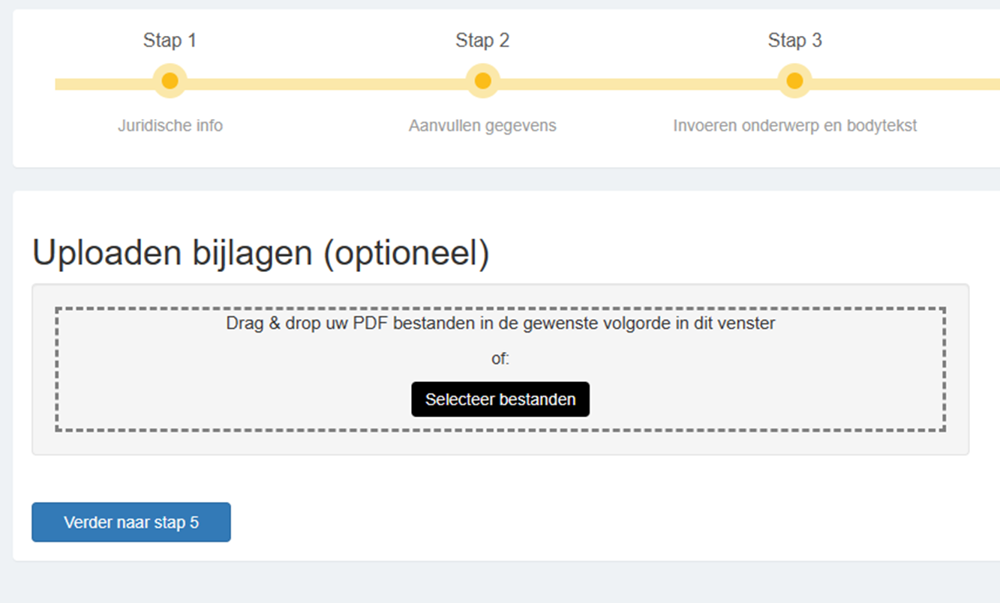 Stap 1
Stap 2
Stap 3
Juridische info
Aanvullen gegevens
Invoeren onderwerp en bodytekst
Uploaden bijlagen (optioneel)
Drag & drop uw PDF bestanden in de gewenste volgorde in dit venster
of:
Selecteer bestanden
Verder naar stap 5